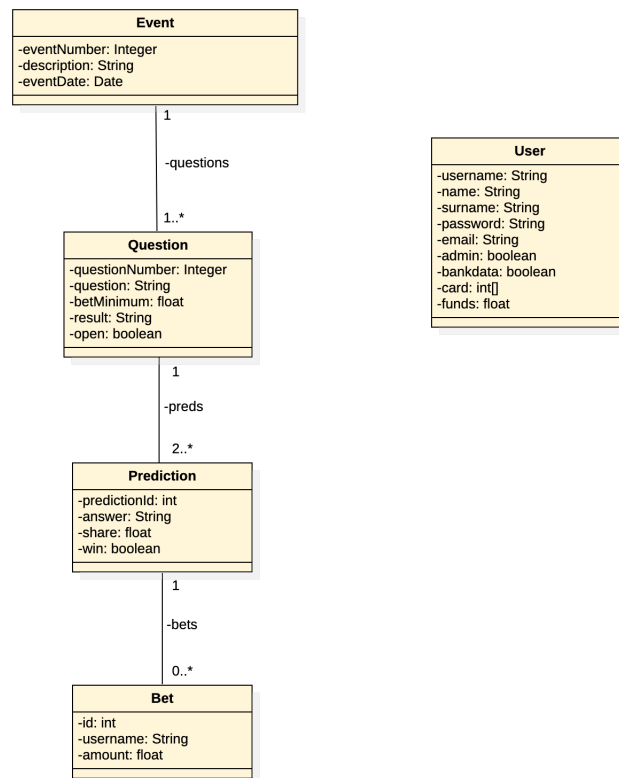 Event
-eventNumber: Integer
-description: String
-eventDate: Date
1
-questions
1..*
Question
-questionNumber: Integer
-question: String
-betMinimum: float
-result: String
-open: boolean
1
-preds
2..*
Prediction
-predictionId: int
-answer: String
-share: float
-win: boolean
1
-bets
0..*
Bet
-id: int
-username: String
-amount: float
User
-username: String
-name: String
-surname: String
-password: String
-email: String
-admin: boolean
-bankdata: boolean
-card: int[]
-funds: float